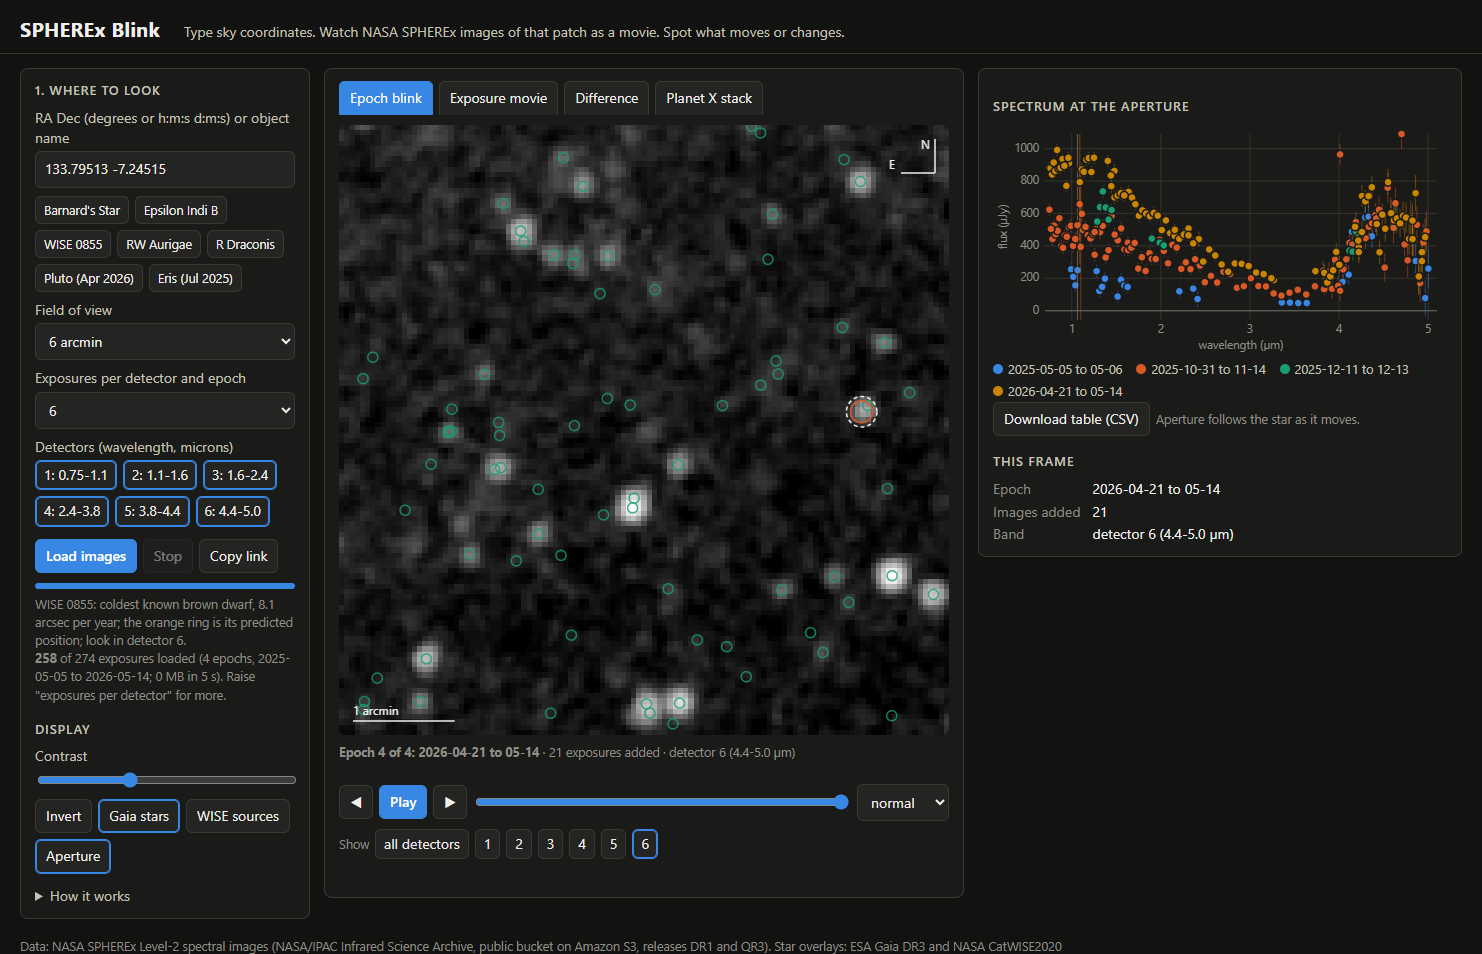 SPHEREx Blink
Type sky coordinates. Watch NASA SPHEREx images of that patch as a movie. Spot what moves or changes.
1. WHERE TO LOOK
RA Dec (degrees or h:m:s d:m:s) or object
name
133.79513 -7.24515
Barnard's Star
Epsilon Indi B
WISE 0855
RW Aurigae
R Draconis
Pluto (Apr 2026)
Eris (Jul 2025)
Field of view
6 arcmin
Exposures per detector and epoch
6
Detectors (wavelength, microns)
1: 0.75-1.1
2: 1.1-1.6
3: 1.6-2.4
4: 2.4-3.8
5: 3.8-4.4
6: 4.4-5.0
Load images
Stop
Copy link
WISE 0855: coldest known brown dwarf, 8.1
arcsec per year; the orange ring is its predicted
position; look in detector 6.
258 of 274 exposures loaded (4 epochs, 2025-
05-05 to 2026-05-14; 0 MB in 5 s). Raise
"exposures per detector" for more.
DISPLAY
Contrast
Invert
Gaia stars
WISE sources
Aperture
▶ How it works
Epoch blink
Exposure movie
Difference
Planet X stack
N
E
1 arcmin
Epoch 4 of 4: 2026-04-21 to 05-14 · 21 exposures added · detector 6 (4.4-5.0 µm)
◀
Play
▶
normal
Show
all detectors
1
2
3
4
5
6
SPECTRUM AT THE APERTURE
flux (µJy)
1000
800
600
400
200
0
1
2
3
4
5
wavelength (µm)
2025-05-05 to 05-06
2025-10-31 to 11-14
2025-12-11 to 12-13
2026-04-21 to 05-14
Download table (CSV)
Aperture follows the star as it moves.
THIS FRAME
Epoch 2026-04-21 to 05-14
Images added 21
Band detector 6 (4.4-5.0 µm)
Data: NASA SPHEREx Level-2 spectral images (NASA/IPAC Infrared Science Archive, public bucket on Amazon S3, releases DR1 and QR3). Star overlays: ESA Gaia DR3 and NASA CatWISE2020